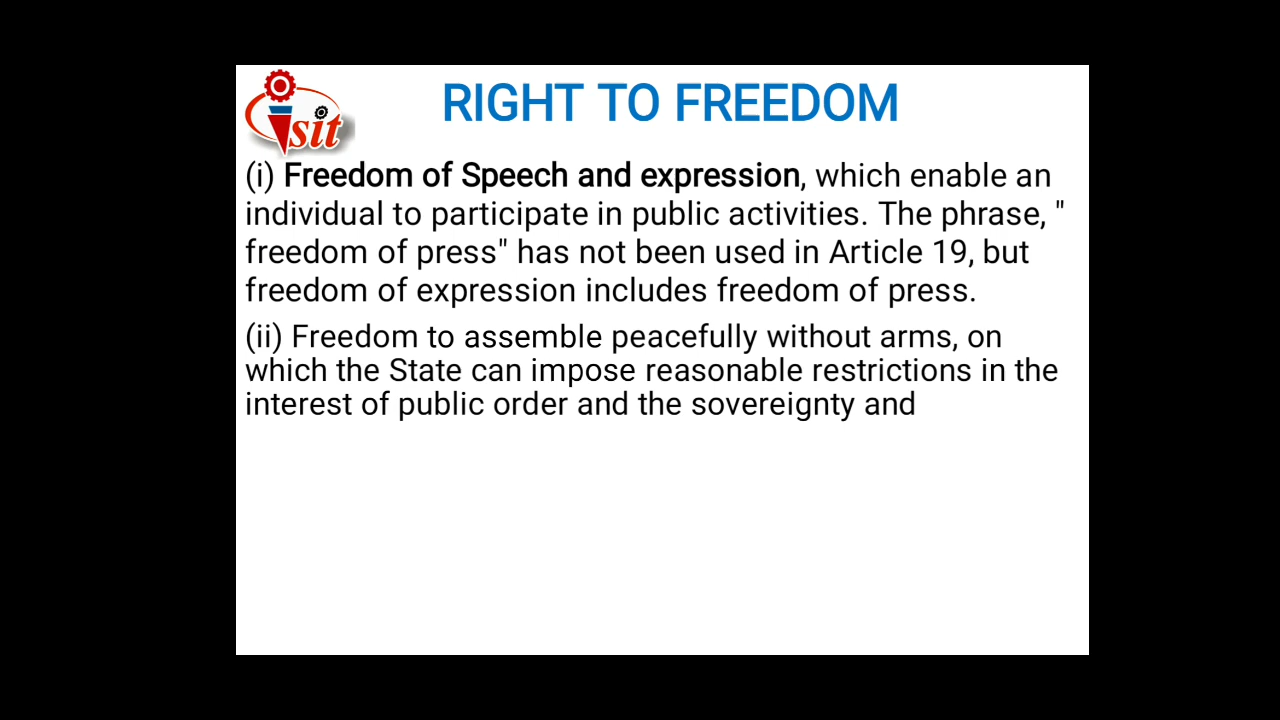 isit
RIGHT TO FREEDOM
(i) Freedom of Speech and expression, which enable an
individual to participate in public activities. The phrase, "
freedom of press" has not been used in Article 19, but
freedom of expression includes freedom of press.
(ii) Freedom to assemble peacefully without arms, on
which the State can impose reasonable restrictions in the
interest of public order and the sovereignty and